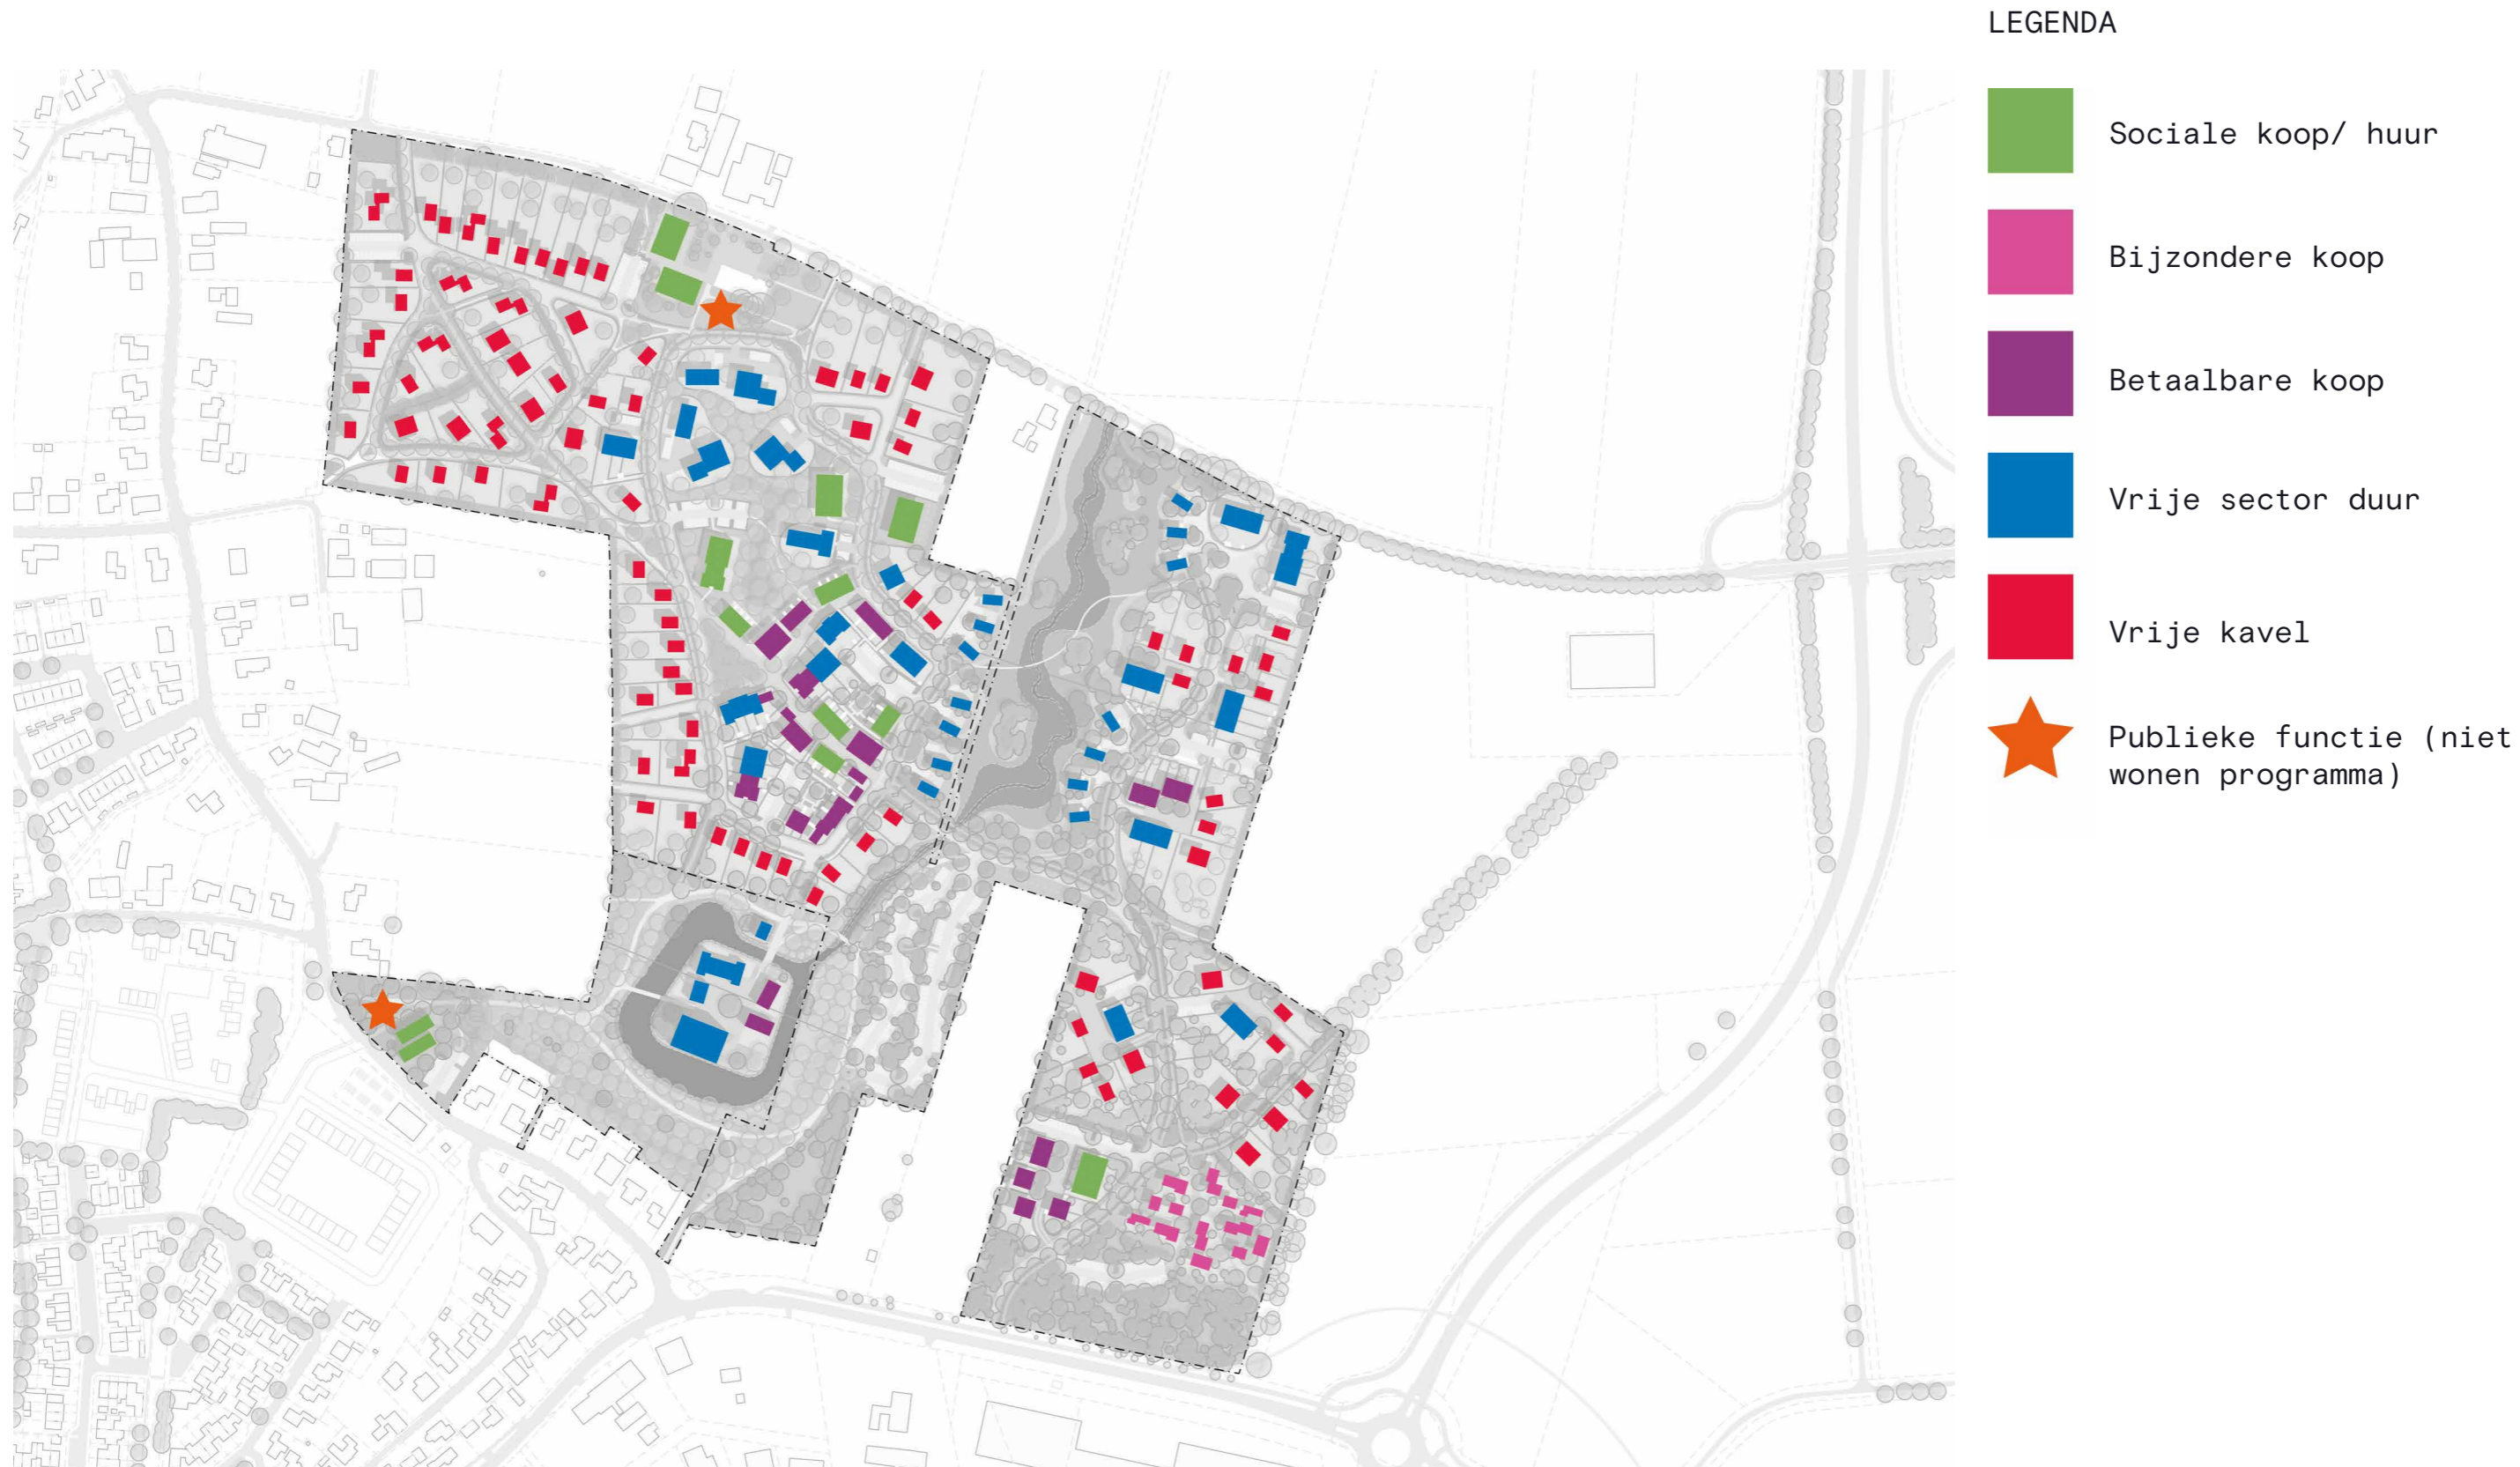 LEGENDA
Sociale koop/ huur
Bijzondere koop
Betaalbare koop
Vrije sector duur
Vrije kavel
Publieke functie (niet
wonen programma)